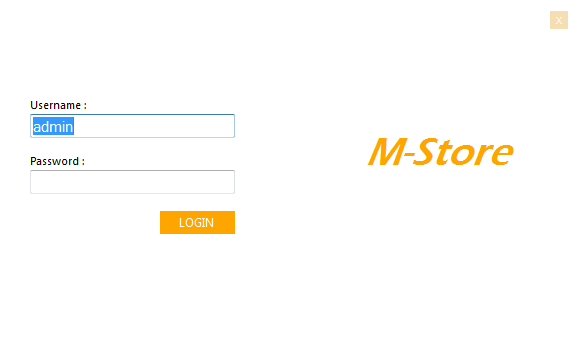 x
Username :
admin
M-Store
Password :
LOGIN